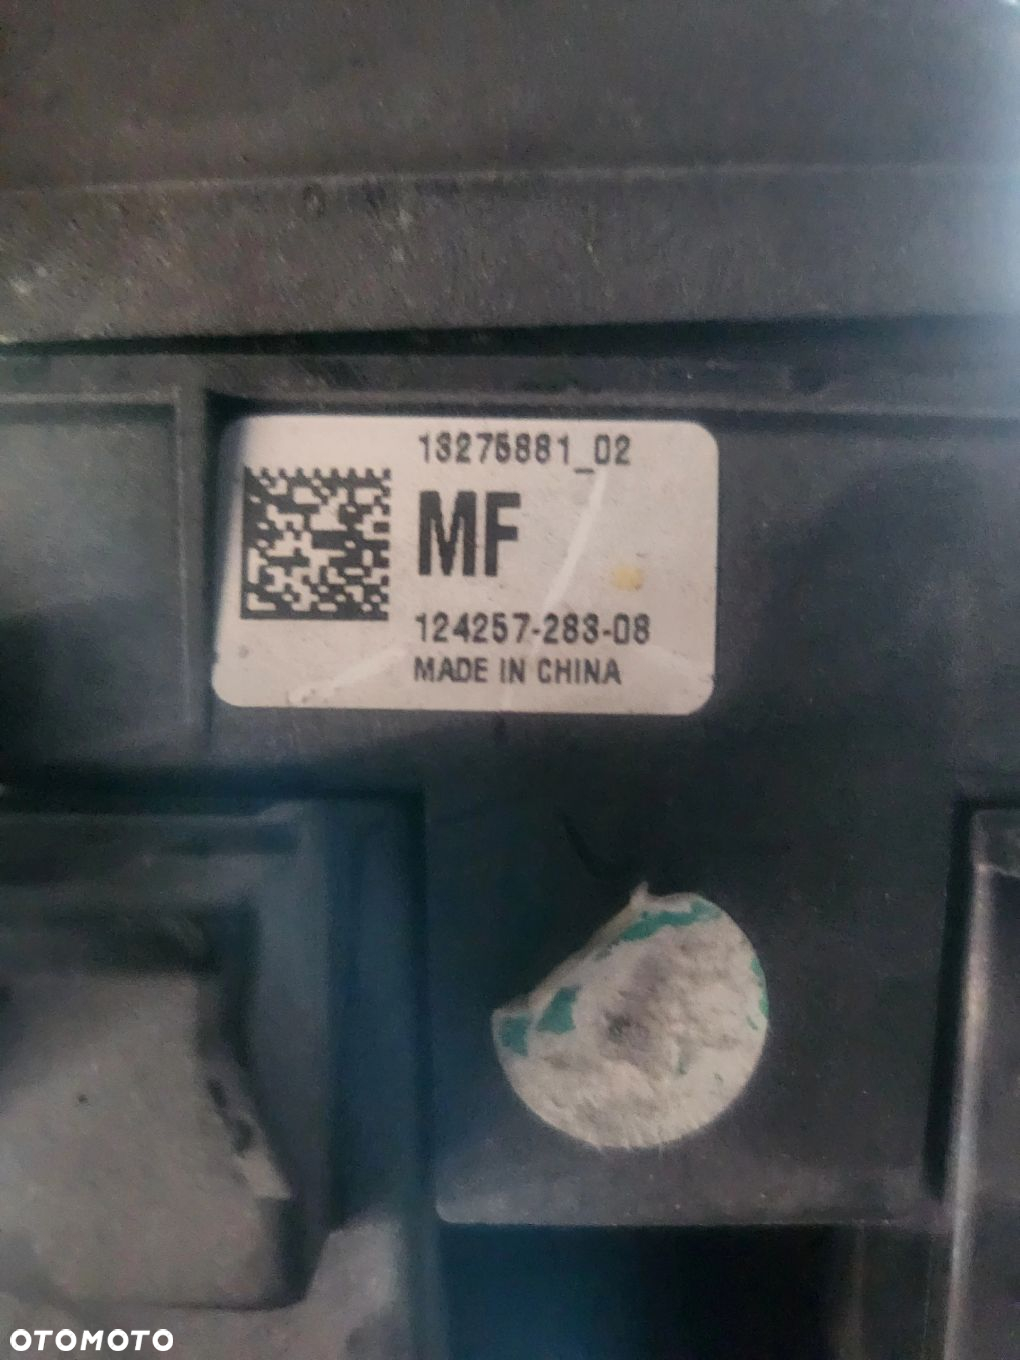 13275881_02
MF
124257-283-08
MADE IN CHINA
OTOMOTO